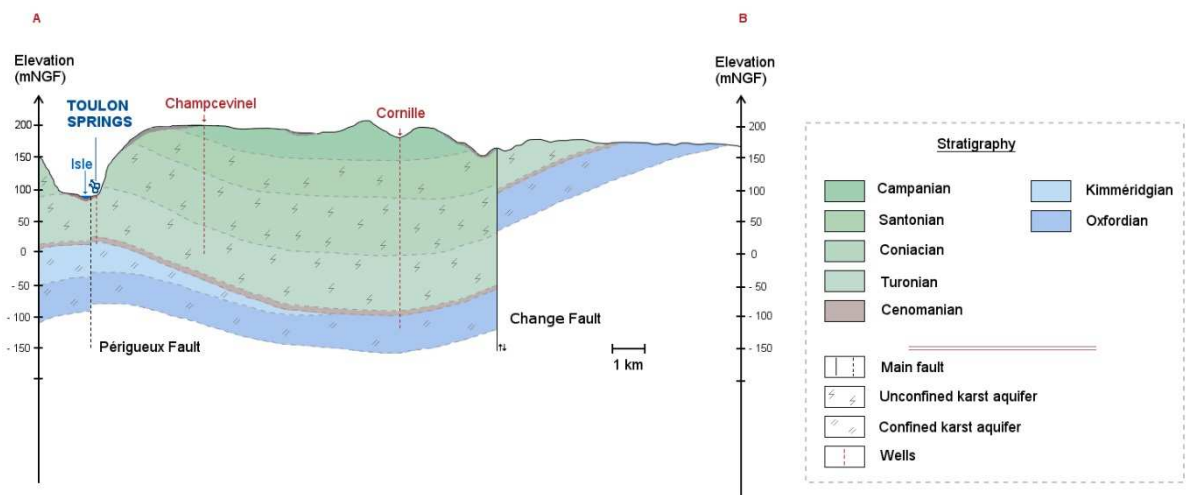 A
B
Elevation
(mNGF)
Elevation
(mNGF)
TOULON
SPRINGS
Champcevinel
Cornille
Isle
200
150
100
50
0
- 50
- 100
- 150
200
150
100
50
0
- 50
- 100
- 150
Périgueux Fault
Change Fault
1 km
Stratigraphy
Campanian
Santonian
Coniacian
Turonian
Cenomanian
Kimméridgian
Oxfordian
Main fault
Unconfined karst aquifer
Confined karst aquifer
Wells